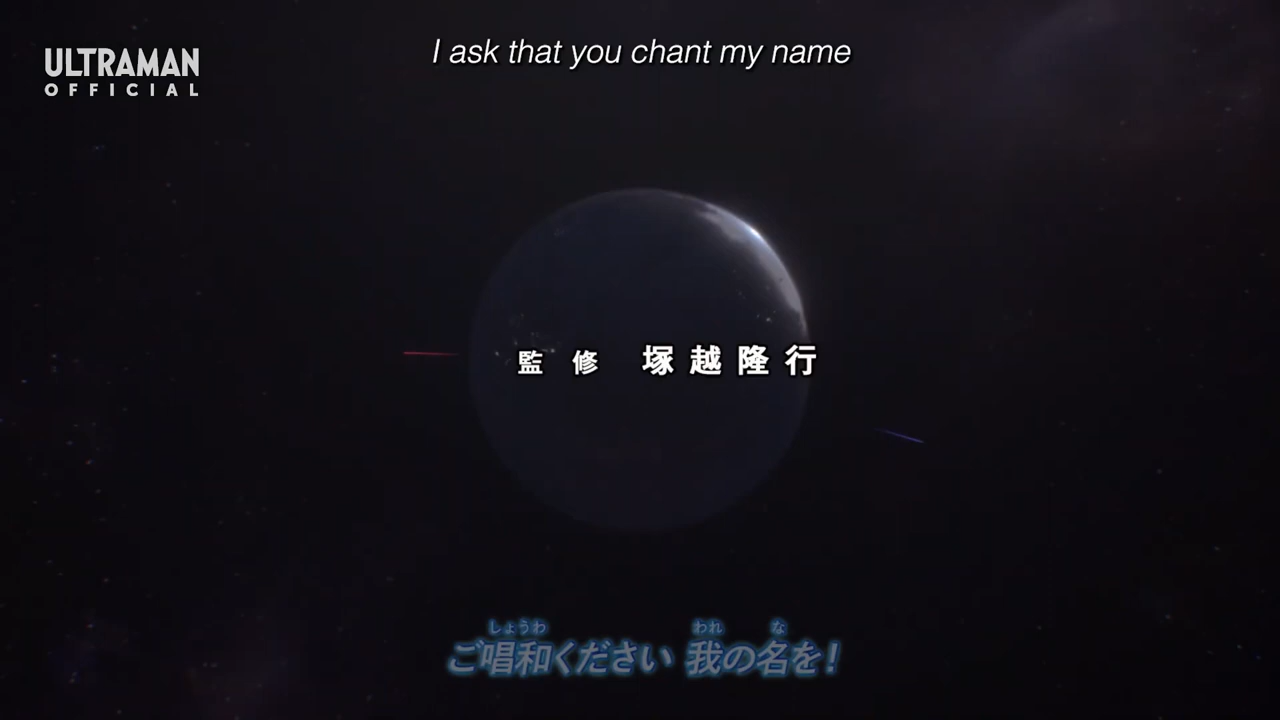 ULTRAMAN
OFFICIAL
I ask that you chant my name
監修 塚越隆行
しょうわ われ な
ご唱和ください 我の名を!